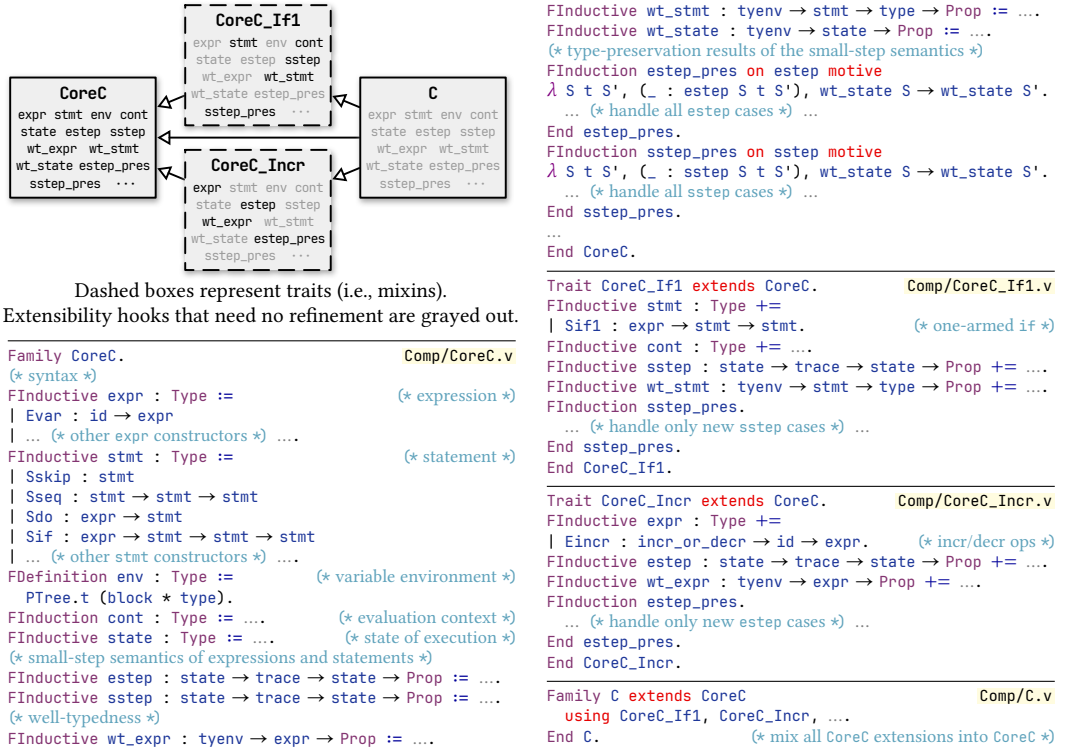 CoreC_If1
expr stmt env cont
state estep sstep
wt_expr wt_stmt
wt_state estep_pres
sstep_pres ...
CoreC
expr stmt env cont
state estep sstep
wt_expr wt_stmt
wt_state estep_pres
sstep_pres ...
C
expr stmt env cont
state estep sstep
wt_expr wt_stmt
wt_state estep_pres
sstep_pres ...
CoreC_Incr
expr stmt env cont
state estep sstep
wt_expr wt_stmt
wt_state estep_pres
sstep_pres ...
Dashed boxes represent traits (i.e., mixins).
Extensibility hooks that need no refinement are grayed out.
Family CoreC. Comp/CoreC.v
(* syntax *)
FInductive expr : Type := (* expression *)
| Evar : id → expr
| ... (* other expr constructors *) ....
FInductive stmt : Type := (* statement *)
| Sskip : stmt
| Sseq : stmt → stmt → stmt
| Sdo : expr → stmt
| Sif : expr → stmt → stmt → stmt
| ... (* other stmt constructors *) ....
FDefinition env : Type := (* variable environment *)
PTree.t (block * type).
FInduction cont : Type := .... (* evaluation context *)
FInductive state : Type := .... (* state of execution *)
(* small-step semantics of expressions and statements *)
FInductive estep : state → trace → state → Prop := ....
FInductive sstep : state → trace → state → Prop := ....
(* well-typedness *)
FInductive wt_expr : tyenv → expr → Prop := ....
FInductive wt_stmt : tyenv → stmt → type → Prop := ....
FInductive wt_state : tyenv → state → Prop := ....
(* type-preservation results of the small-step semantics *)
FInduction estep_pres on estep motive
λ S t S', (_ : estep S t S'), wt_state S → wt_state S'.
... (* handle all estep cases *) ...
End estep_pres.
FInduction sstep_pres on sstep motive
λ S t S', (_ : sstep S t S'), wt_state S → wt_state S'.
... (* handle all sstep cases *) ...
End sstep_pres.
...
End CoreC.
Trait CoreC_If1 extends CoreC. Comp/CoreC_If1.v
FInductive stmt : Type +=
| Sif1 : expr → stmt → stmt. (* one-armed if *)
FInductive cont : Type += ....
FInductive sstep : state → trace → state → Prop += ....
FInductive wt_stmt : tyenv → stmt → type → Prop += ....
FInduction sstep_pres.
... (* handle only new sstep cases *) ...
End sstep_pres.
End CoreC_If1.
Trait CoreC_Incr extends CoreC. Comp/CoreC_Incr.v
FInductive expr : Type +=
| Eincr : incr_or_decr → id → expr. (* incr/decr ops *)
FInductive estep : state → trace → state → Prop += ....
FInductive wt_expr : tyenv → expr → Prop += ....
FInduction estep_pres.
... (* handle only new estep cases *) ...
End estep_pres.
End CoreC_Incr.
Family C extends CoreC Comp/C.v
using CoreC_If1, CoreC_Incr, ....
End C. (* mix all CoreC extensions into CoreC *)